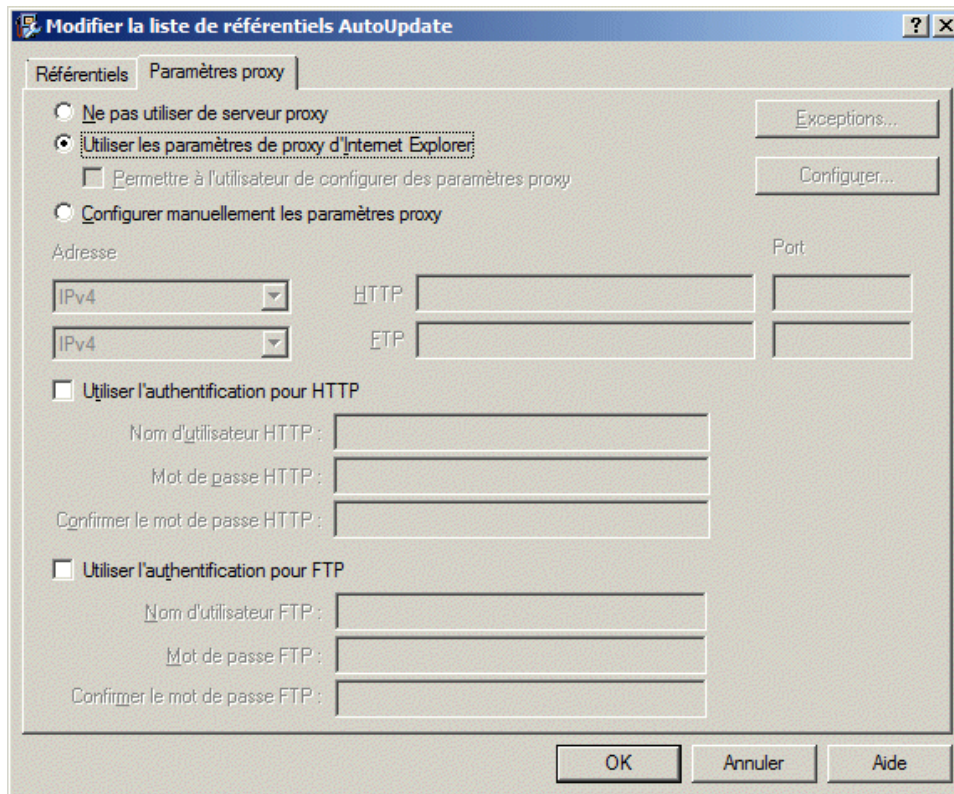 Modifier la liste de référentiels AutoUpdate
Référentiels
Paramètres proxy
Ne pas utiliser de serveur proxy
Exceptions...
Utiliser les paramètres de proxy d'Internet Explorer
Permettre à l'utilisateur de configurer des paramètres proxy
Configurer...
Configurer manuellement les paramètres proxy
Adresse
Port
IPv4
HTTP
IPv4
FTP
Utiliser l'authentification pour HTTP
Nom d'utilisateur HTTP :
Mot de passe HTTP :
Confirmer le mot de passe HTTP :
Utiliser l'authentification pour FTP
Nom d'utilisateur FTP :
Mot de passe FTP :
Confirmer le mot de passe FTP :
OK
Annuler
Aide